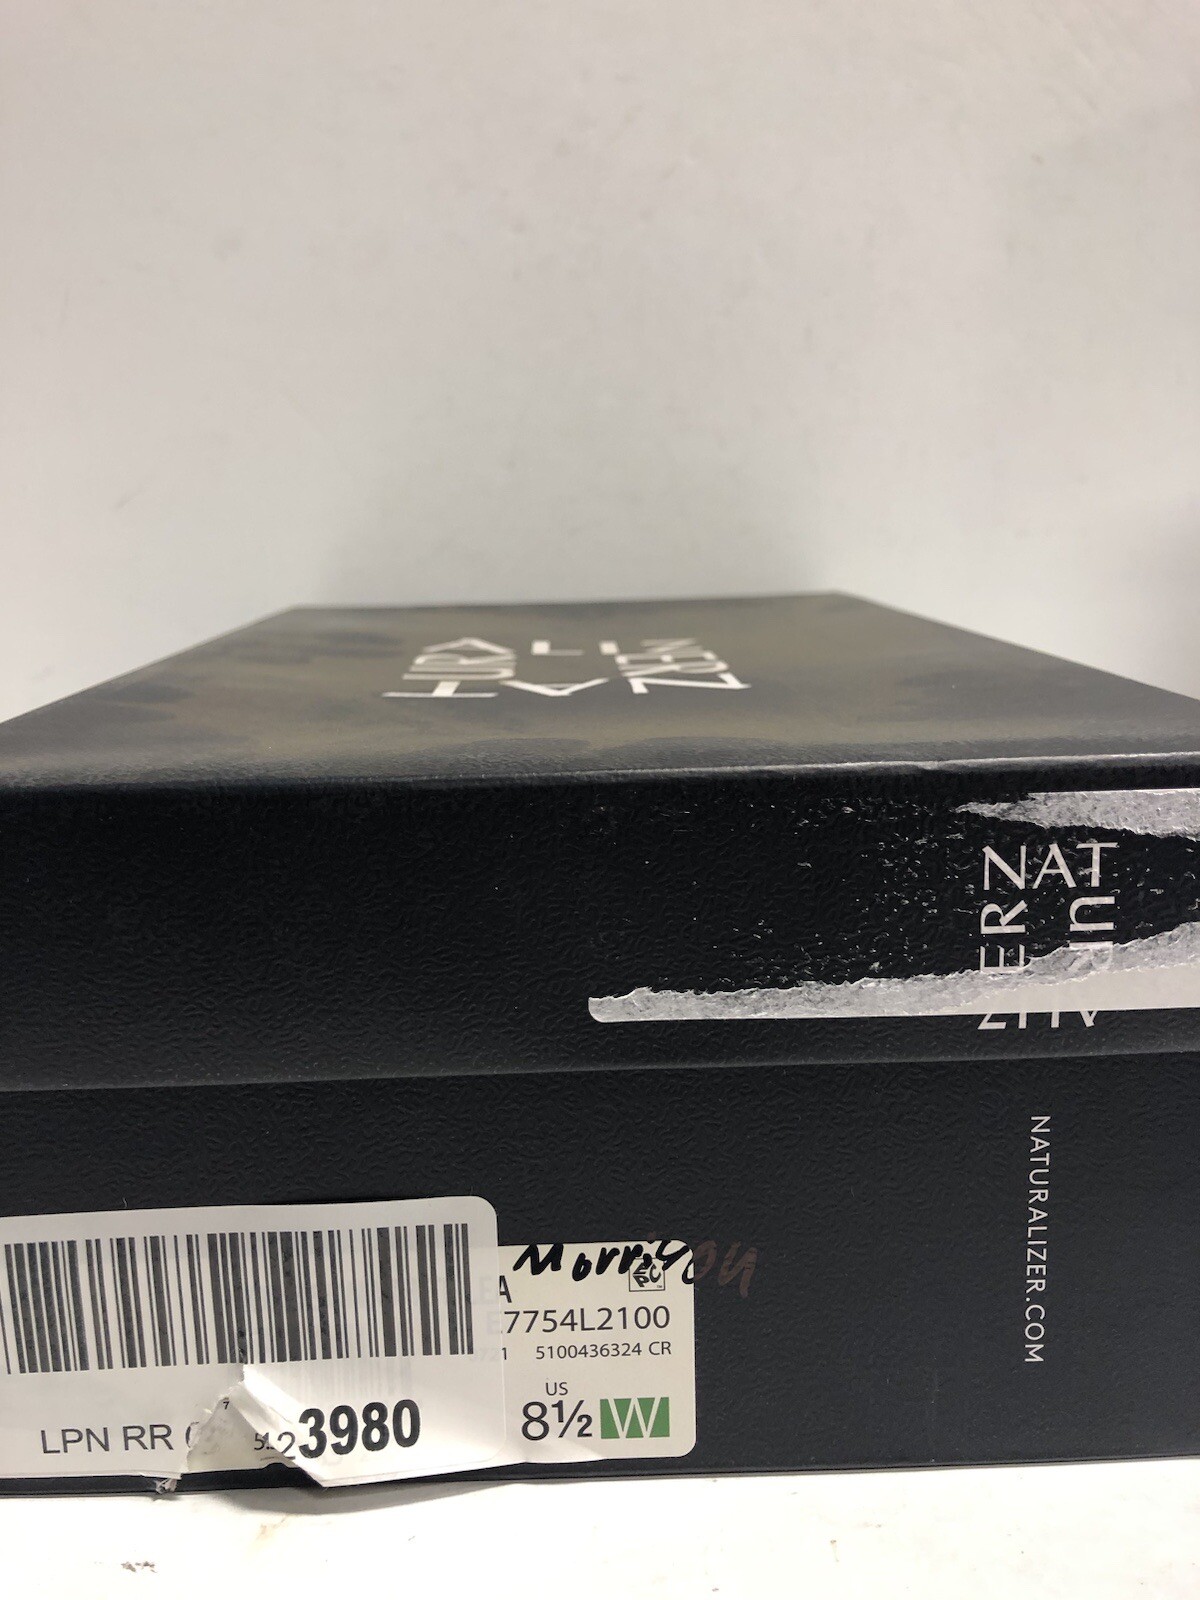 NAT
UR
ER
NATURALIZER.COM
Morrison
7754L2100
5100436324 CR
US
8½ W
LPN RR
3980